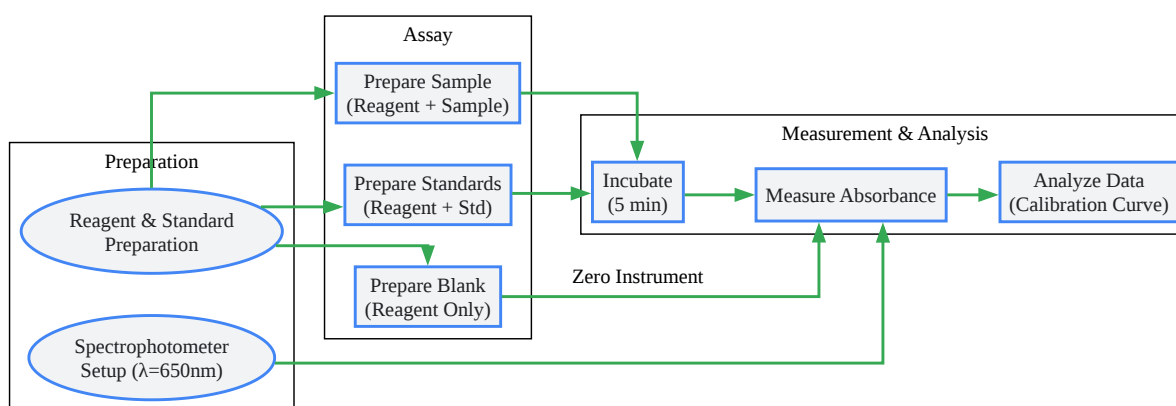 Assay
Prepare Sample
(Reagent + Sample)
Measurement & Analysis
Preparation
Prepare Standards
(Reagent + Std)
Incubate
(5 min)
Measure Absorbance
Analyze Data
(Calibration Curve)
Reagent & Standard
Preparation
Prepare Blank
(Reagent Only)
Zero Instrument
Spectrophotometer
Setup (λ=650nm)